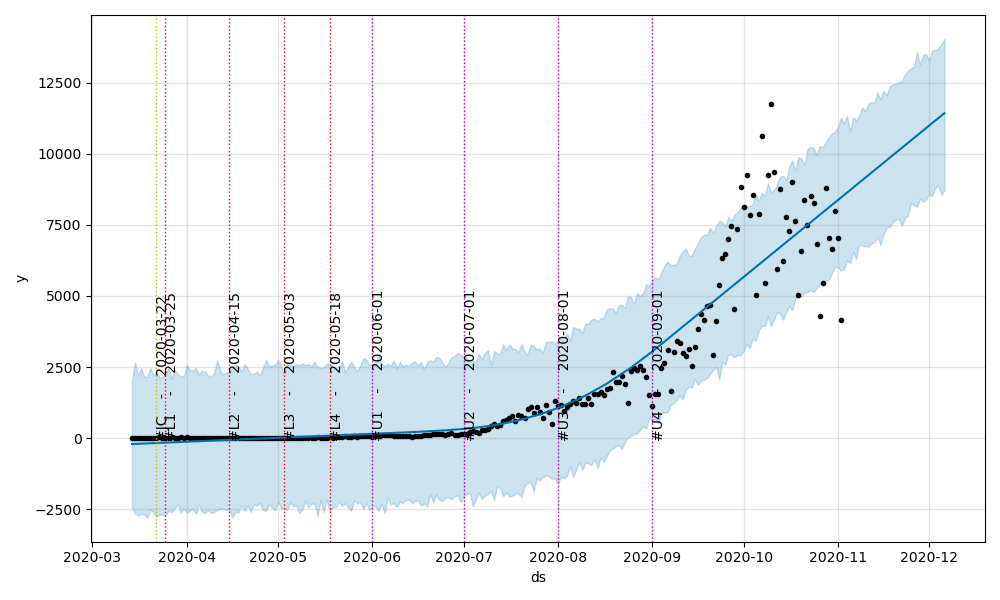 12500
10000
7500
5000
2500
0
−2500
y
#JC - 2020-03-22
#L1 - 2020-03-25
#L2 - 2020-04-15
#L3 - 2020-05-03
#L4 - 2020-05-18
#U1 - 2020-06-01
#U2 - 2020-07-01
#U3 - 2020-08-01
#U4 - 2020-09-01
2020-03 2020-04 2020-05 2020-06 2020-07 2020-08 2020-09 2020-10 2020-11 2020-12
ds